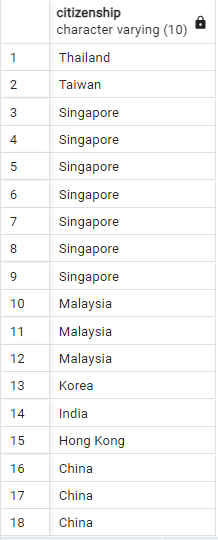 citizenship
character varying (10)
1 Thailand
2 Taiwan
3 Singapore
4 Singapore
5 Singapore
6 Singapore
7 Singapore
8 Singapore
9 Singapore
10 Malaysia
11 Malaysia
12 Malaysia
13 Korea
14 India
15 Hong Kong
16 China
17 China
18 China